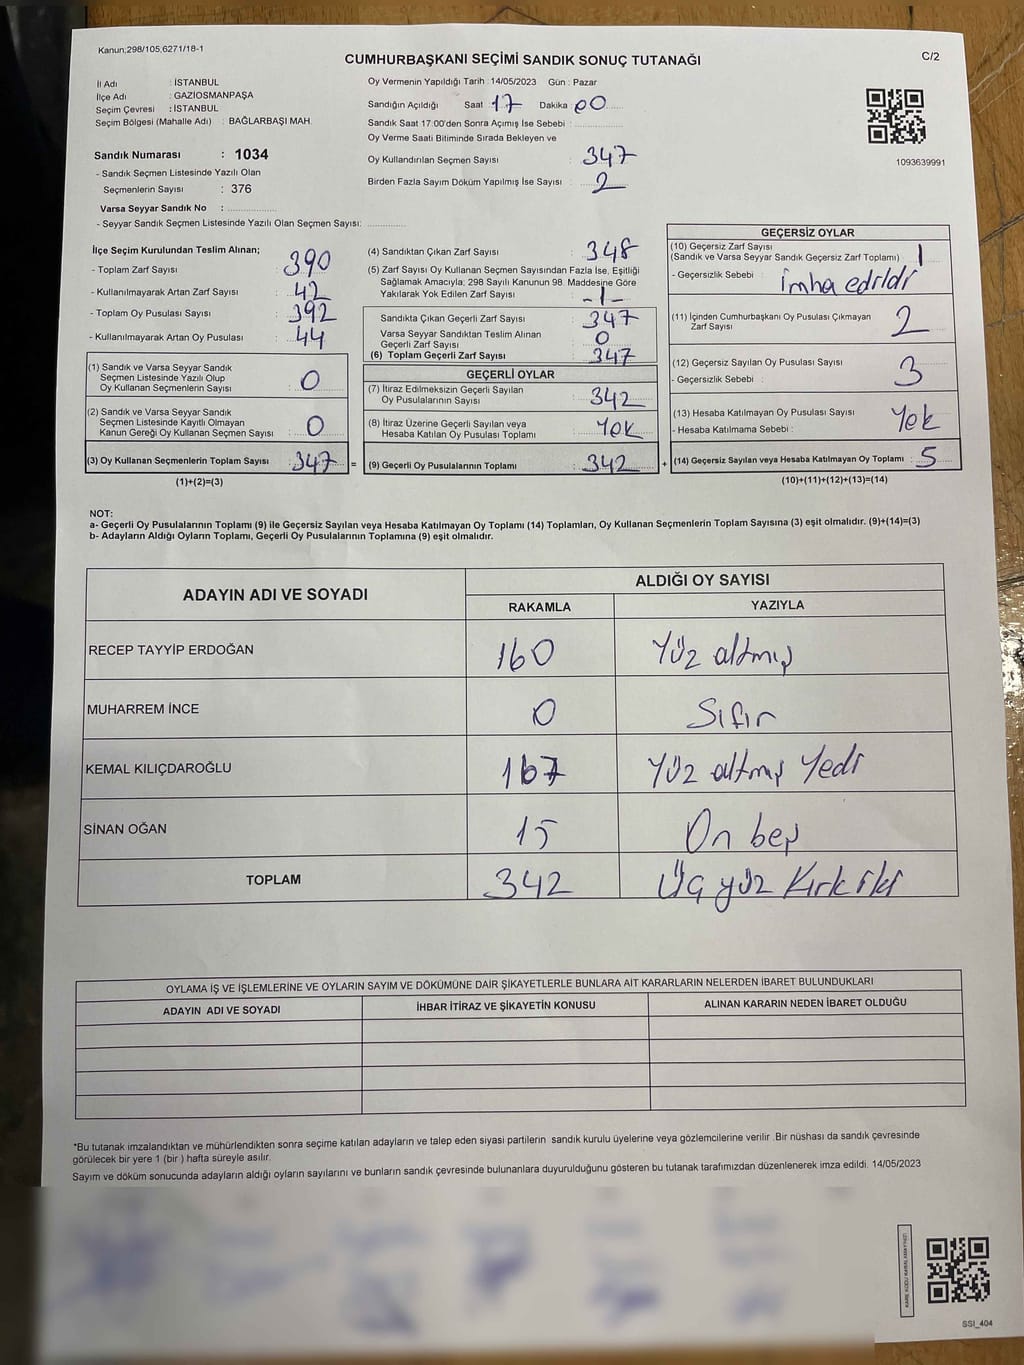 Kanun;298/105,6271/18-1
CUMHURBAŞKANI SEÇİMİ SANDIK SONUÇ TUTANAĞI
C/2
İl Adı : İSTANBUL
İlçe Adı : GAZİOSMANPAŞA
Seçim Çevresi : İSTANBUL
Seçim Bölgesi (Mahalle Adı) : BAĞLARBAŞI MAH.
Sandık Numarası : 1034
- Sandık Seçmen Listesinde Yazılı Olan
Seçmenlerin Sayısı : 376
Varsa Seyyar Sandık No :
- Seyyar Sandık Seçmen Listesinde Yazılı Olan Seçmen Sayısı:
Oy Vermenin Yapıldığı Tarih :14/05/2023 Gün : Pazar
Sandığın Açıldığı Saat : 17 Dakika : 00
Sandık Saat 17:00'den Sonra Açımış İse Sebebi :
Oy Verme Saati Bitiminde Sırada Bekleyen ve
Oy Kullandırılan Seçmen Sayısı : 347
Birden Fazla Sayım Döküm Yapılmış İse Sayısı : 2
1093639991
İlçe Seçim Kurulundan Teslim Alınan;
- Toplam Zarf Sayısı : 390
- Kullanılmayarak Artan Zarf Sayısı : 42
- Toplam Oy Pusulası Sayısı : 392
- Kullanılmayarak Artan Oy Pusulası : 44
(1) Sandık ve Varsa Seyyar Sandık
Seçmen Listesinde Yazılı Olup
Oy Kullanan Seçmenlerin Sayısı : 0
(2) Sandık ve Varsa Seyyar Sandık
Seçmen Listesinde Kayıtlı Olmayan
Kanun Gereği Oy Kullanan Seçmen Sayısı : 0
(3) Oy Kullanan Seçmenlerin Toplam Sayısı : 347 =
(1)+(2)=(3)
(4) Sandıktan Çıkan Zarf Sayısı : 348
(5) Zarf Sayısı Oy Kullanan Seçmen Sayısından Fazla İse, Eşitliği
Sağlamak Amacıyla; 298 Sayılı Kanunun 98. Maddesine Göre
Yakılarak Yok Edilen Zarf Sayısı : -1-
Sandıkta Çıkan Geçerli Zarf Sayısı : 347
Varsa Seyyar Sandıktan Teslim Alınan
Geçerli Zarf Sayısı : 0
(6) Toplam Geçerli Zarf Sayısı : 347
GEÇERLİ OYLAR
(7) İtiraz Edilmeksizin Geçerli Sayılan
Oy Pusulalarının Sayısı : 342
(8) İtiraz Üzerine Geçerli Sayılan veya
Hesaba Katılan Oy Pusulası Toplamı : Yok
(9) Geçerli Oy Pusulalarının Toplamı : 342 +
GEÇERSİZ OYLAR
(10) Geçersiz Zarf Sayısı
(Sandık ve Varsa Seyyar Sandık Geçersiz Zarf Toplamı) : 1
- Geçersizlik Sebebi : imha edildi
(11) İçinden Cumhurbaşkanı Oy Pusulası Çıkmayan
Zarf Sayısı : 2
(12) Geçersiz Sayılan Oy Pusulası Sayısı : 3
- Geçersizlik Sebebi :
(13) Hesaba Katılmayan Oy Pusulası Sayısı : Yok
- Hesaba Katılmama Sebebi :
(14) Geçersiz Sayılan veya Hesaba Katılmayan Oy Toplamı : 5
(10)+(11)+(12)+(13)=(14)
NOT:
a- Geçerli Oy Pusulalarının Toplamı (9) ile Geçersiz Sayılan veya Hesaba Katılmayan Oy Toplamı (14) Toplamları, Oy Kullanan Seçmenlerin Toplam Sayısına (3) eşit olmalıdır. (9)+(14)=(3)
b- Adayların Aldığı Oyların Toplamı, Geçerli Oy Pusulalarının Toplamına (9) eşit olmalıdır.
ADAYIN ADI VE SOYADI
ALDIĞI OY SAYISI
RAKAMLA YAZIYLA
RECEP TAYYİP ERDOĞAN 160 Yüz altmış
MUHARREM İNCE 0 Sıfır
KEMAL KILIÇDAROĞLU 167 Yüz altmış Yedi
SİNAN OĞAN 15 On beş
TOPLAM 342 Üç yüz Kırk iki
OYLAMA İŞ VE İŞLEMLERİNE VE OYLARIN SAYIM VE DÖKÜMÜNE DAİR ŞİKAYETLERLE BUNLARA AİT KARARLARIN NELERDEN İBARET BULUNDUKLARI
ADAYIN ADI VE SOYADI İHBAR İTİRAZ VE ŞİKAYETİN KONUSU ALINAN KARARIN NEDEN İBARET OLDUĞU
*Bu tutanak imzalandıktan ve mühürlendikten sonra seçime katılan adayların ve talep eden siyasi partilerin sandık kurulu üyelerine veya gözlemcilerine verilir .Bir nüshası da sandık çevresinde
görülecek bir yere 1 (bir ) hafta süreyle asılır.
Sayım ve döküm sonucunda adayların aldığı oyların sayılarını ve bunların sandık çevresinde bulunanlara duyurulduğunu gösteren bu tutanak tarafımızdan düzenlenerek imza edildi. 14/05/2023
SSI_404